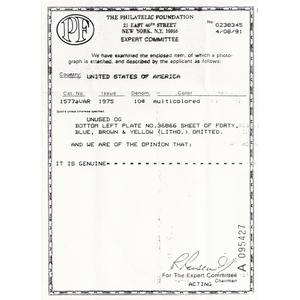 THE PHILATELIC FOUNDATION
PF
21 EAST 40TH STREET
NEW YORK, N.Y. 10016
EXPERT COMMITTEE
No 0238345
4/08/91
We have examined the enclosed item, of which a photo-
graph is attached, and described by the applicant as follows:
Country: UNITED STATES OF AMERICA
Cat. No. Issue Denom. Color
1577aVAR 1975 10¢ multicolored
UNUSED OG
BOTTOM LEFT PLATE NO.36866 SHEET OF FORTY,
BLUE, BROWN & YELLOW (LITHO.) OMITTED.
AND WE ARE OF THE OPINION THAT:
IT IS GENUINE
For The Expert Committee
Chairman
ACTING
A 095427